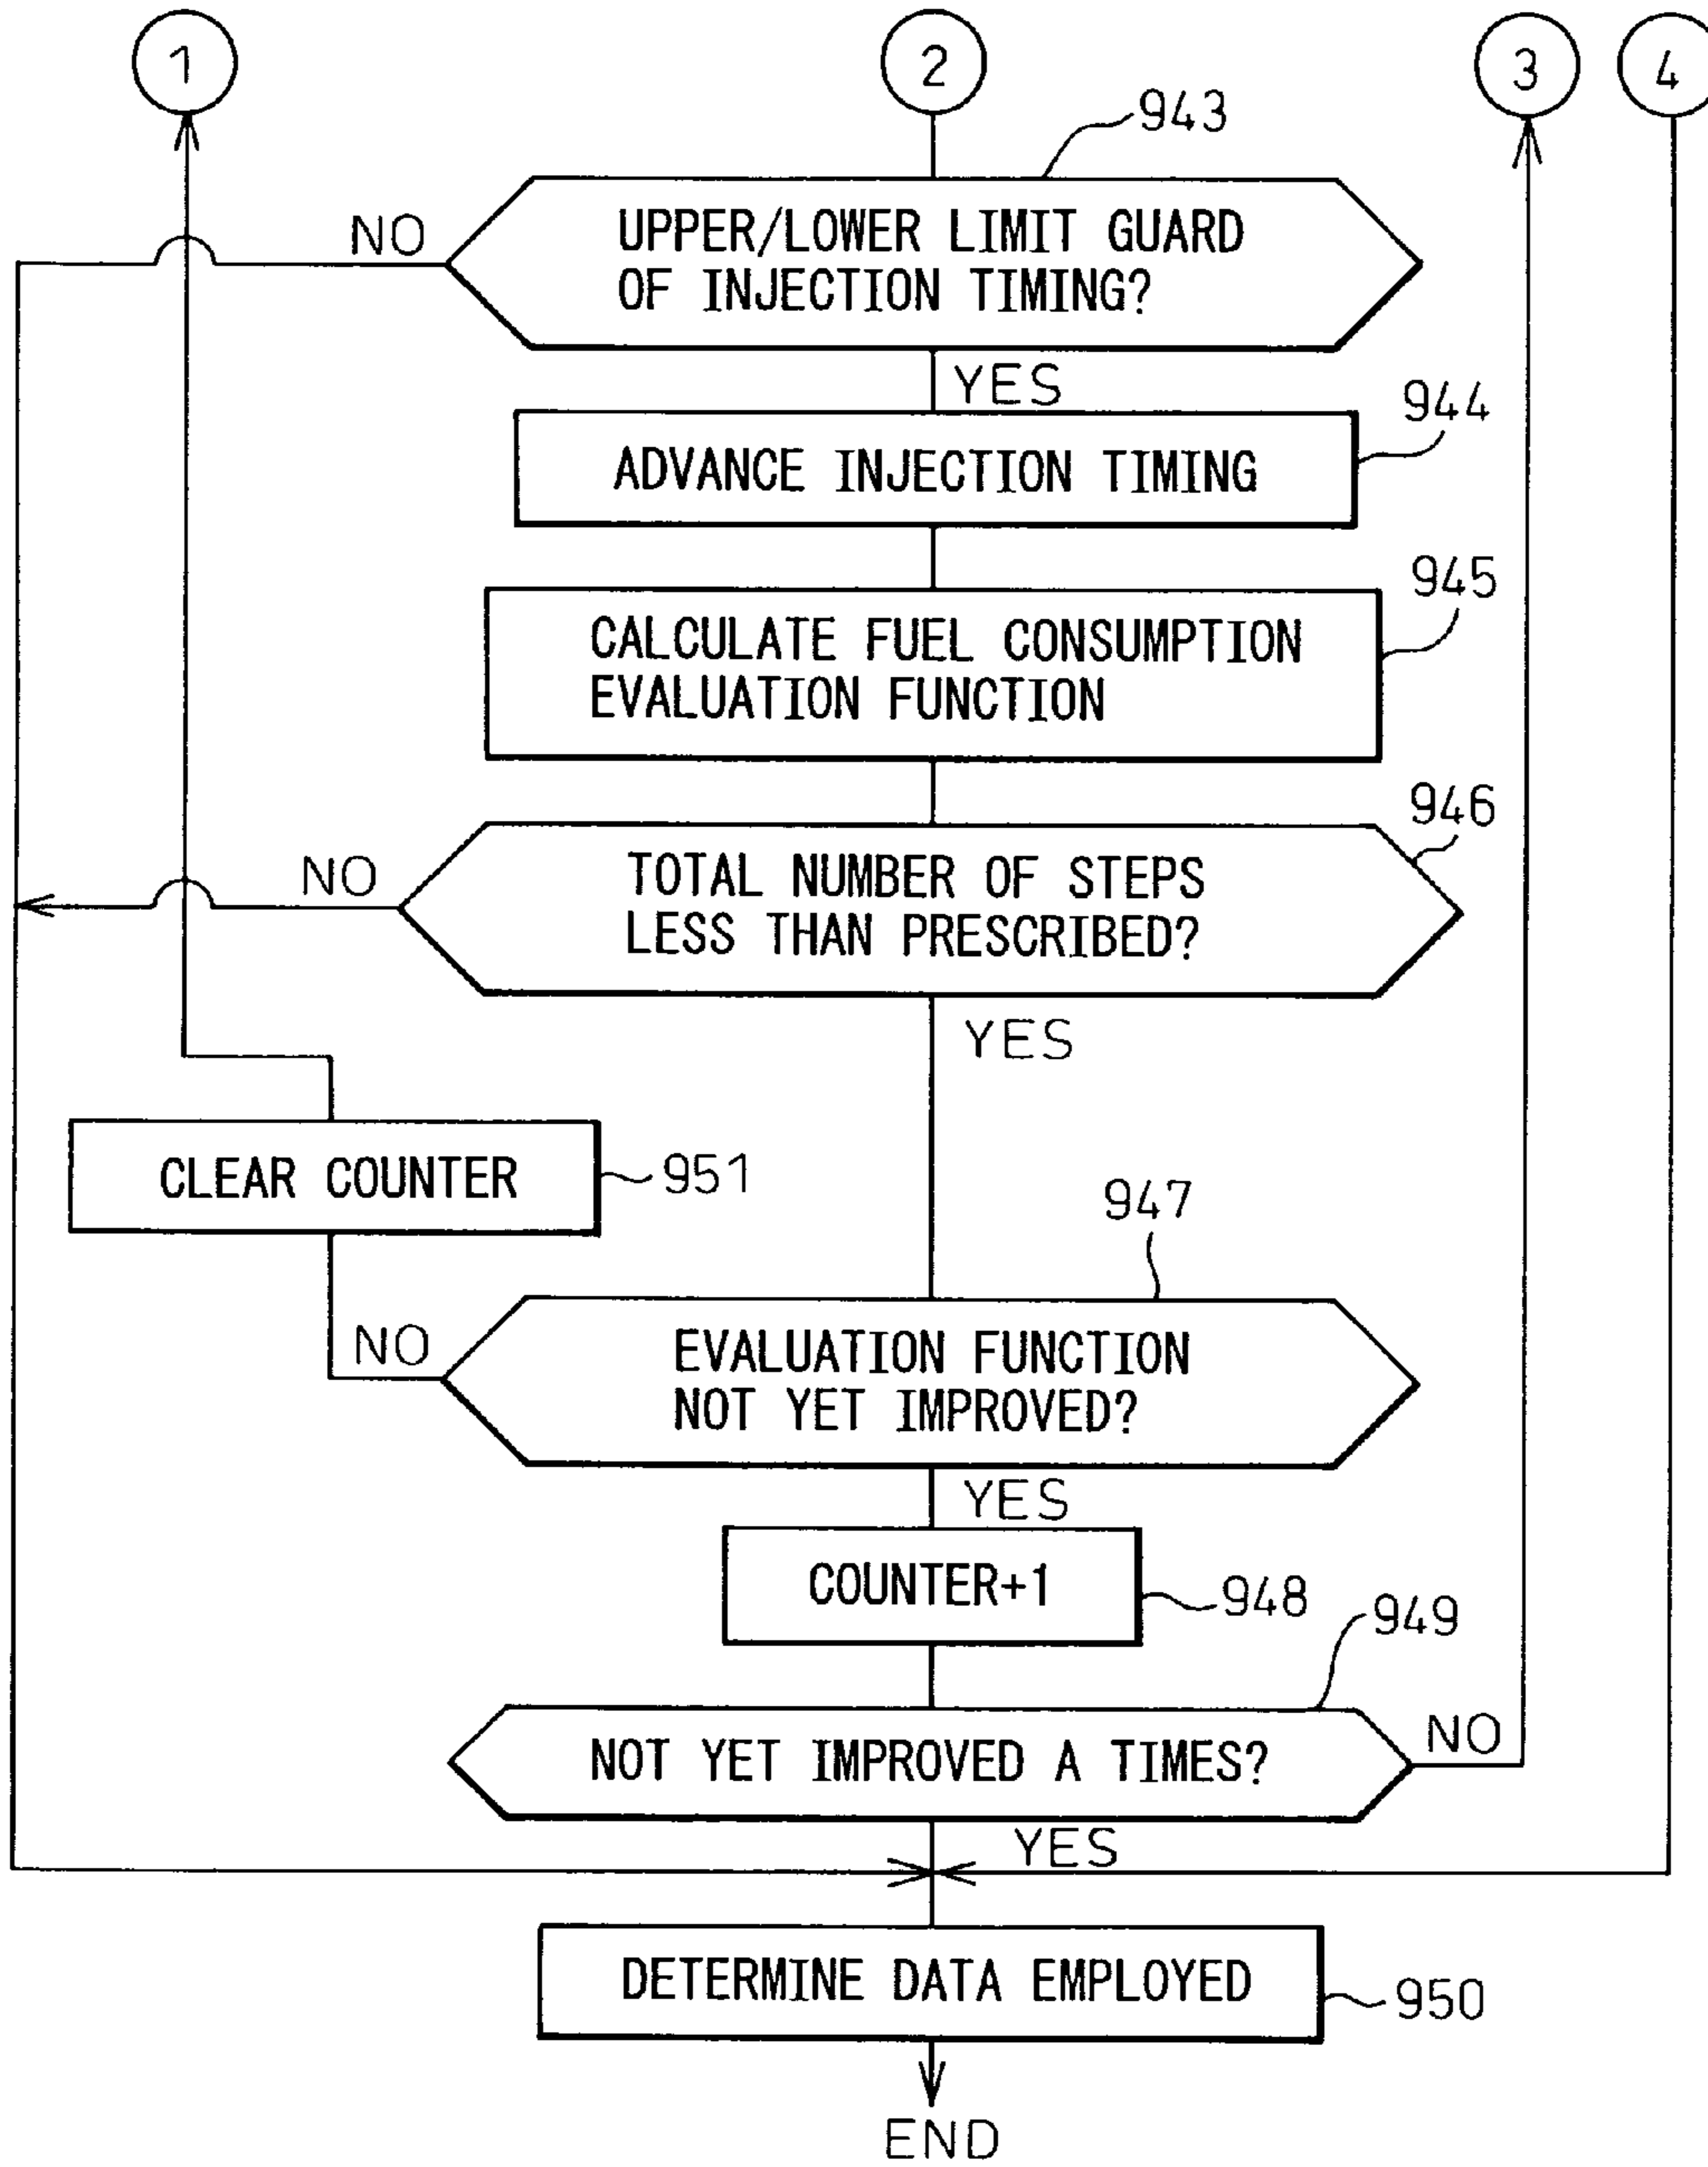 1
2
3
4
943
NO
UPPER/LOWER LIMIT GUARD
OF INJECTION TIMING?
YES
944
ADVANCE INJECTION TIMING
945
CALCULATE FUEL CONSUMPTION
EVALUATION FUNCTION
946
NO
TOTAL NUMBER OF STEPS
LESS THAN PRESCRIBED?
YES
CLEAR COUNTER
951
947
NO
EVALUATION FUNCTION
NOT YET IMPROVED?
YES
COUNTER+1
948
949
NOT YET IMPROVED A TIMES?
NO
YES
DETERMINE DATA EMPLOYED
950
END